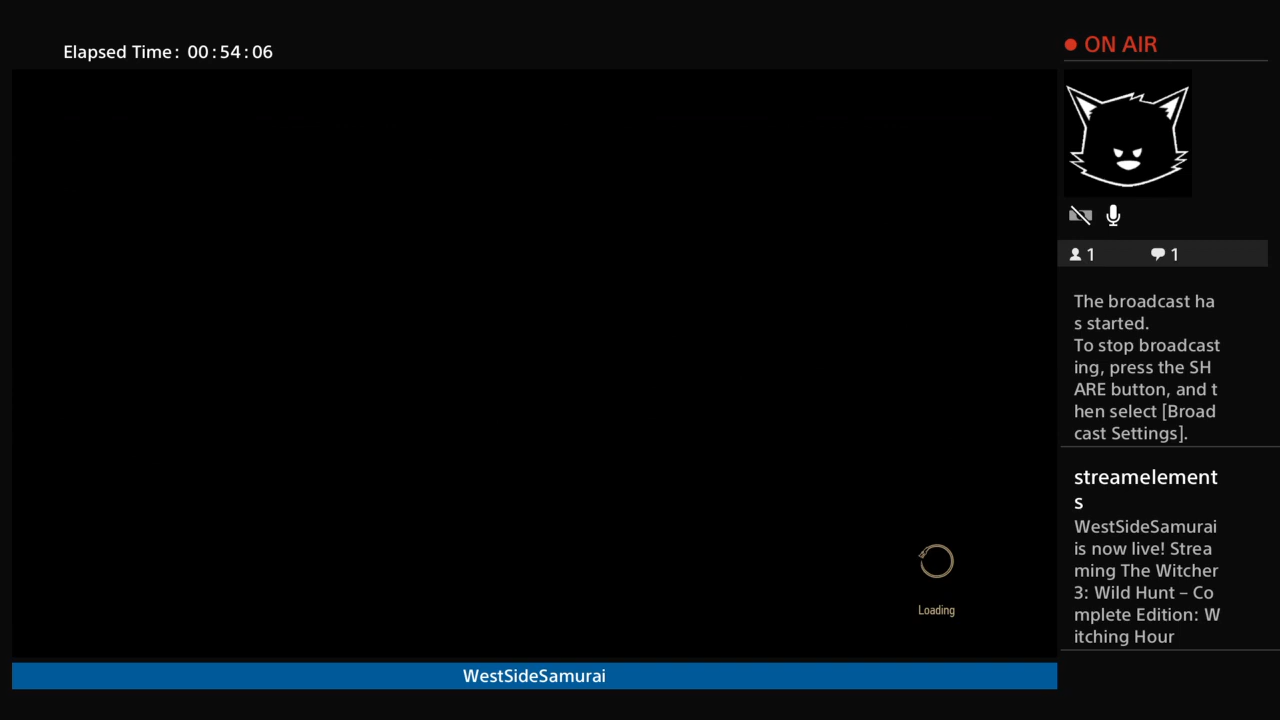 Elapsed Time: 00:54:06
ON AIR
1 1
The broadcast ha
s started.
To stop broadcast
ing, press the SH
ARE button, and t
hen select [Broad
cast Settings].
streamelement
s
WestSideSamurai
is now live! Strea
ming The Witcher
3: Wild Hunt – Co
mplete Edition: W
itching Hour
Loading
WestSideSamurai